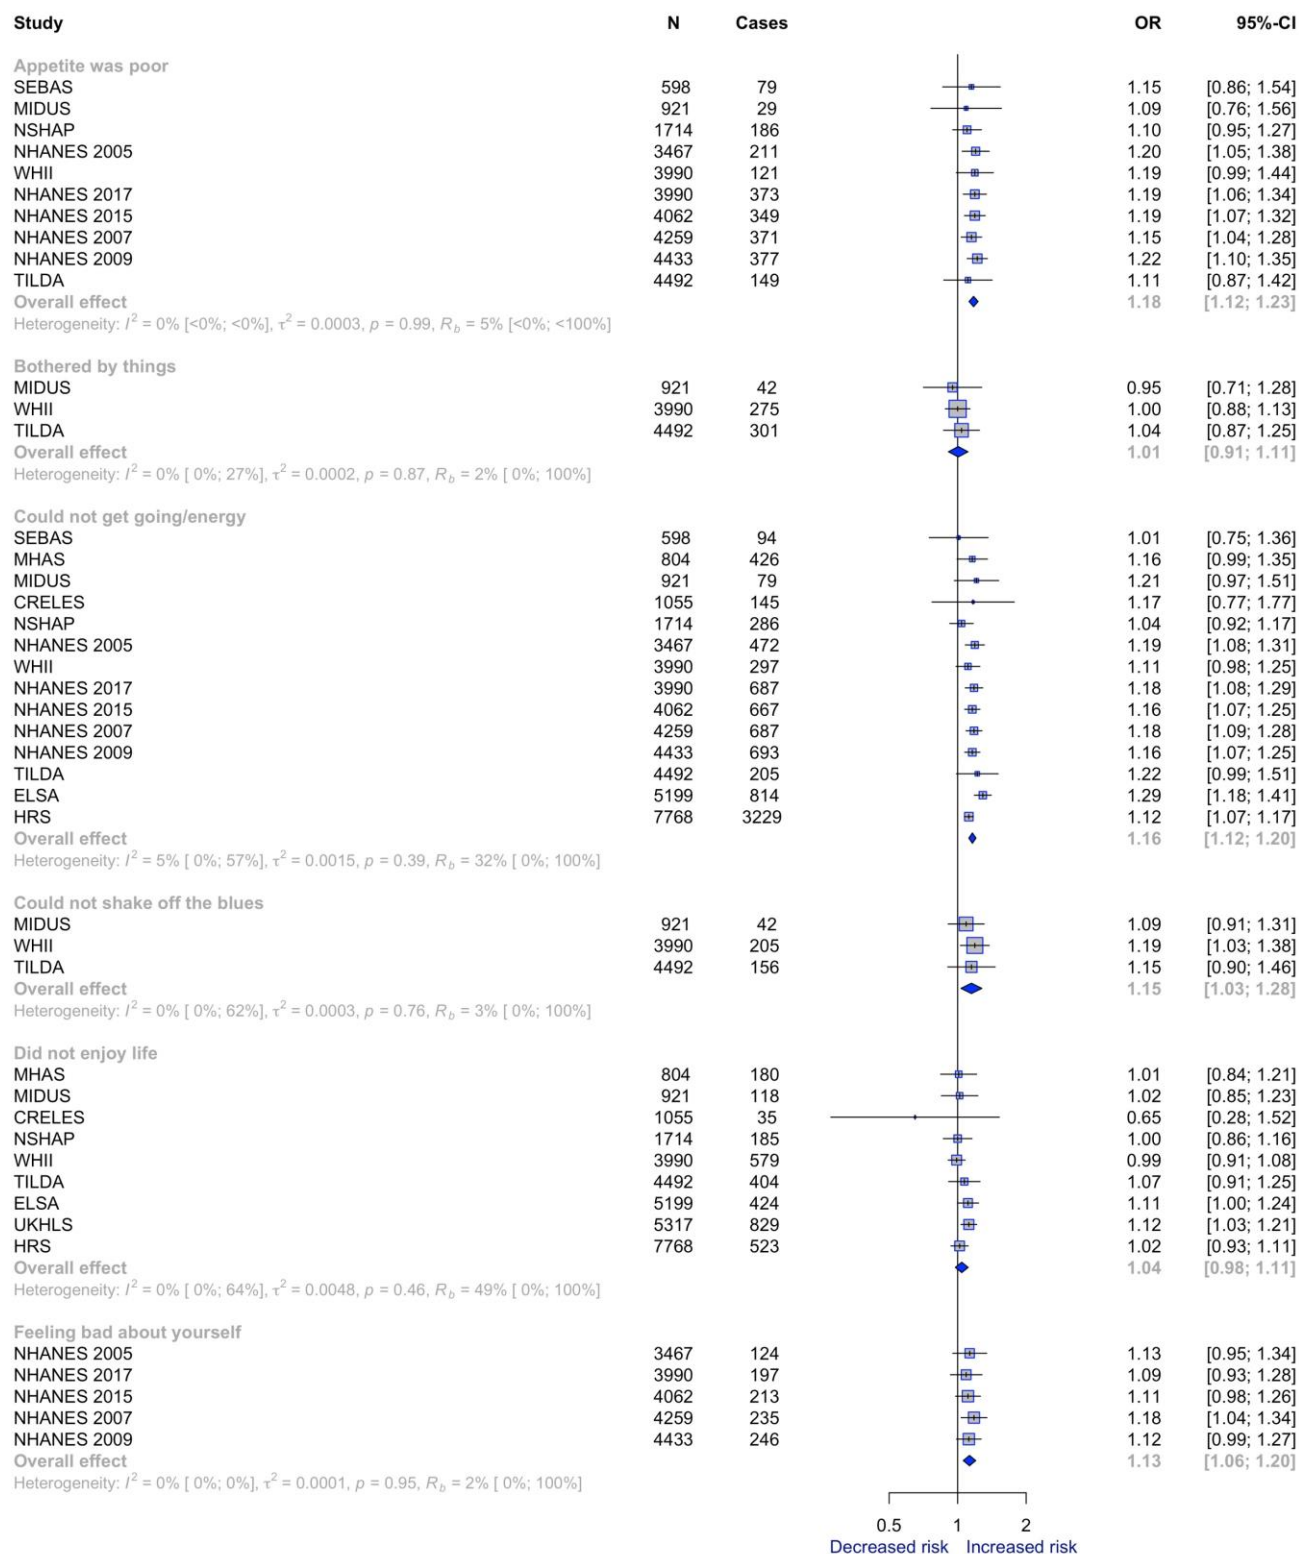 Study N Cases OR 95%-CI
Appetite was poor
SEBAS 598 79 1.15 [0.86; 1.54]
MIDUS 921 29 1.09 [0.76; 1.56]
NSHAP 1714 186 1.10 [0.95; 1.27]
NHANES 2005 3467 211 1.20 [1.05; 1.38]
WHII 3990 121 1.19 [0.99; 1.44]
NHANES 2017 3990 373 1.19 [1.06; 1.34]
NHANES 2015 4062 349 1.19 [1.07; 1.32]
NHANES 2007 4259 371 1.15 [1.04; 1.28]
NHANES 2009 4433 377 1.22 [1.10; 1.35]
TILDA 4492 149 1.11 [0.87; 1.42]
Overall effect 1.18 [1.12; 1.23]
Heterogeneity: I² = 0% [<0%; <0%], τ² = 0.0003, p = 0.99, R_b = 5% [<0%; <100%]
Bothered by things
MIDUS 921 42 0.95 [0.71; 1.28]
WHII 3990 275 1.00 [0.88; 1.13]
TILDA 4492 301 1.04 [0.87; 1.25]
Overall effect 1.01 [0.91; 1.11]
Heterogeneity: I² = 0% [ 0%; 27%], τ² = 0.0002, p = 0.87, R_b = 2% [ 0%; 100%]
Could not get going/energy
SEBAS 598 94 1.01 [0.75; 1.36]
MHAS 804 426 1.16 [0.99; 1.35]
MIDUS 921 79 1.21 [0.97; 1.51]
CRELES 1055 145 1.17 [0.77; 1.77]
NSHAP 1714 286 1.04 [0.92; 1.17]
NHANES 2005 3467 472 1.19 [1.08; 1.31]
WHII 3990 297 1.11 [0.98; 1.25]
NHANES 2017 3990 687 1.18 [1.08; 1.29]
NHANES 2015 4062 667 1.16 [1.07; 1.25]
NHANES 2007 4259 687 1.18 [1.09; 1.28]
NHANES 2009 4433 693 1.16 [1.07; 1.25]
TILDA 4492 205 1.22 [0.99; 1.51]
ELSA 5199 814 1.29 [1.18; 1.41]
HRS 7768 3229 1.12 [1.07; 1.17]
Overall effect 1.16 [1.12; 1.20]
Heterogeneity: I² = 5% [ 0%; 57%], τ² = 0.0015, p = 0.39, R_b = 32% [ 0%; 100%]
Could not shake off the blues
MIDUS 921 42 1.09 [0.91; 1.31]
WHII 3990 205 1.19 [1.03; 1.38]
TILDA 4492 156 1.15 [0.90; 1.46]
Overall effect 1.15 [1.03; 1.28]
Heterogeneity: I² = 0% [ 0%; 62%], τ² = 0.0003, p = 0.76, R_b = 3% [ 0%; 100%]
Did not enjoy life
MHAS 804 180 1.01 [0.84; 1.21]
MIDUS 921 118 1.02 [0.85; 1.23]
CRELES 1055 35 0.65 [0.28; 1.52]
NSHAP 1714 185 1.00 [0.86; 1.16]
WHII 3990 579 0.99 [0.91; 1.08]
TILDA 4492 404 1.07 [0.91; 1.25]
ELSA 5199 424 1.11 [1.00; 1.24]
UKHLS 5317 829 1.12 [1.03; 1.21]
HRS 7768 523 1.02 [0.93; 1.11]
Overall effect 1.04 [0.98; 1.11]
Heterogeneity: I² = 0% [ 0%; 64%], τ² = 0.0048, p = 0.46, R_b = 49% [ 0%; 100%]
Feeling bad about yourself
NHANES 2005 3467 124 1.13 [0.95; 1.34]
NHANES 2017 3990 197 1.09 [0.93; 1.28]
NHANES 2015 4062 213 1.11 [0.98; 1.26]
NHANES 2007 4259 235 1.18 [1.04; 1.34]
NHANES 2009 4433 246 1.12 [0.99; 1.27]
Overall effect 1.13 [1.06; 1.20]
Heterogeneity: I² = 0% [ 0%; 0%], τ² = 0.0001, p = 0.95, R_b = 2% [ 0%; 100%]
0.5 1 2
Decreased risk Increased risk